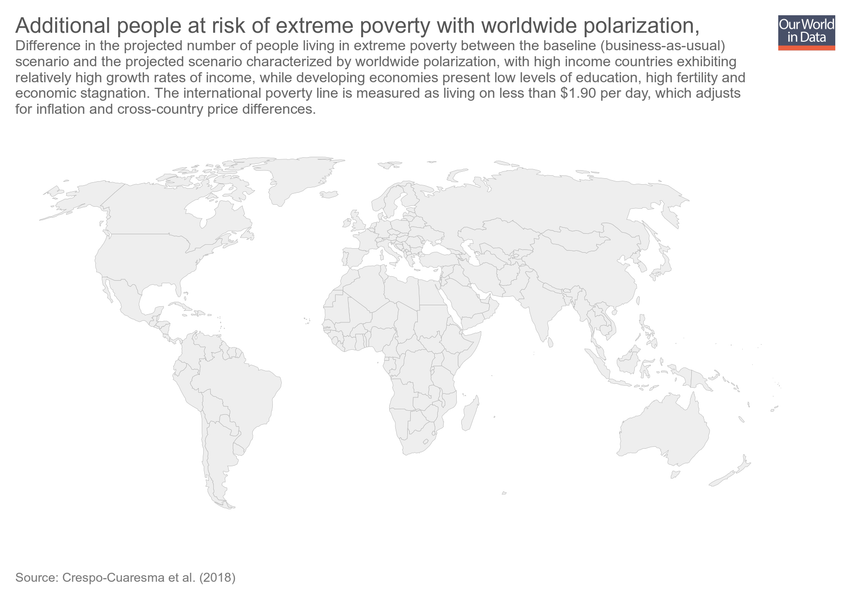 Additional people at risk of extreme poverty with worldwide polarization,
Our World
in Data
Difference in the projected number of people living in extreme poverty between the baseline (business-as-usual)
scenario and the projected scenario characterized by worldwide polarization, with high income countries exhibiting
relatively high growth rates of income, while developing economies present low levels of education, high fertility and
economic stagnation. The international poverty line is measured as living on less than $1.90 per day, which adjusts
for inflation and cross-country price differences.
Source: Crespo-Cuaresma et al. (2018)